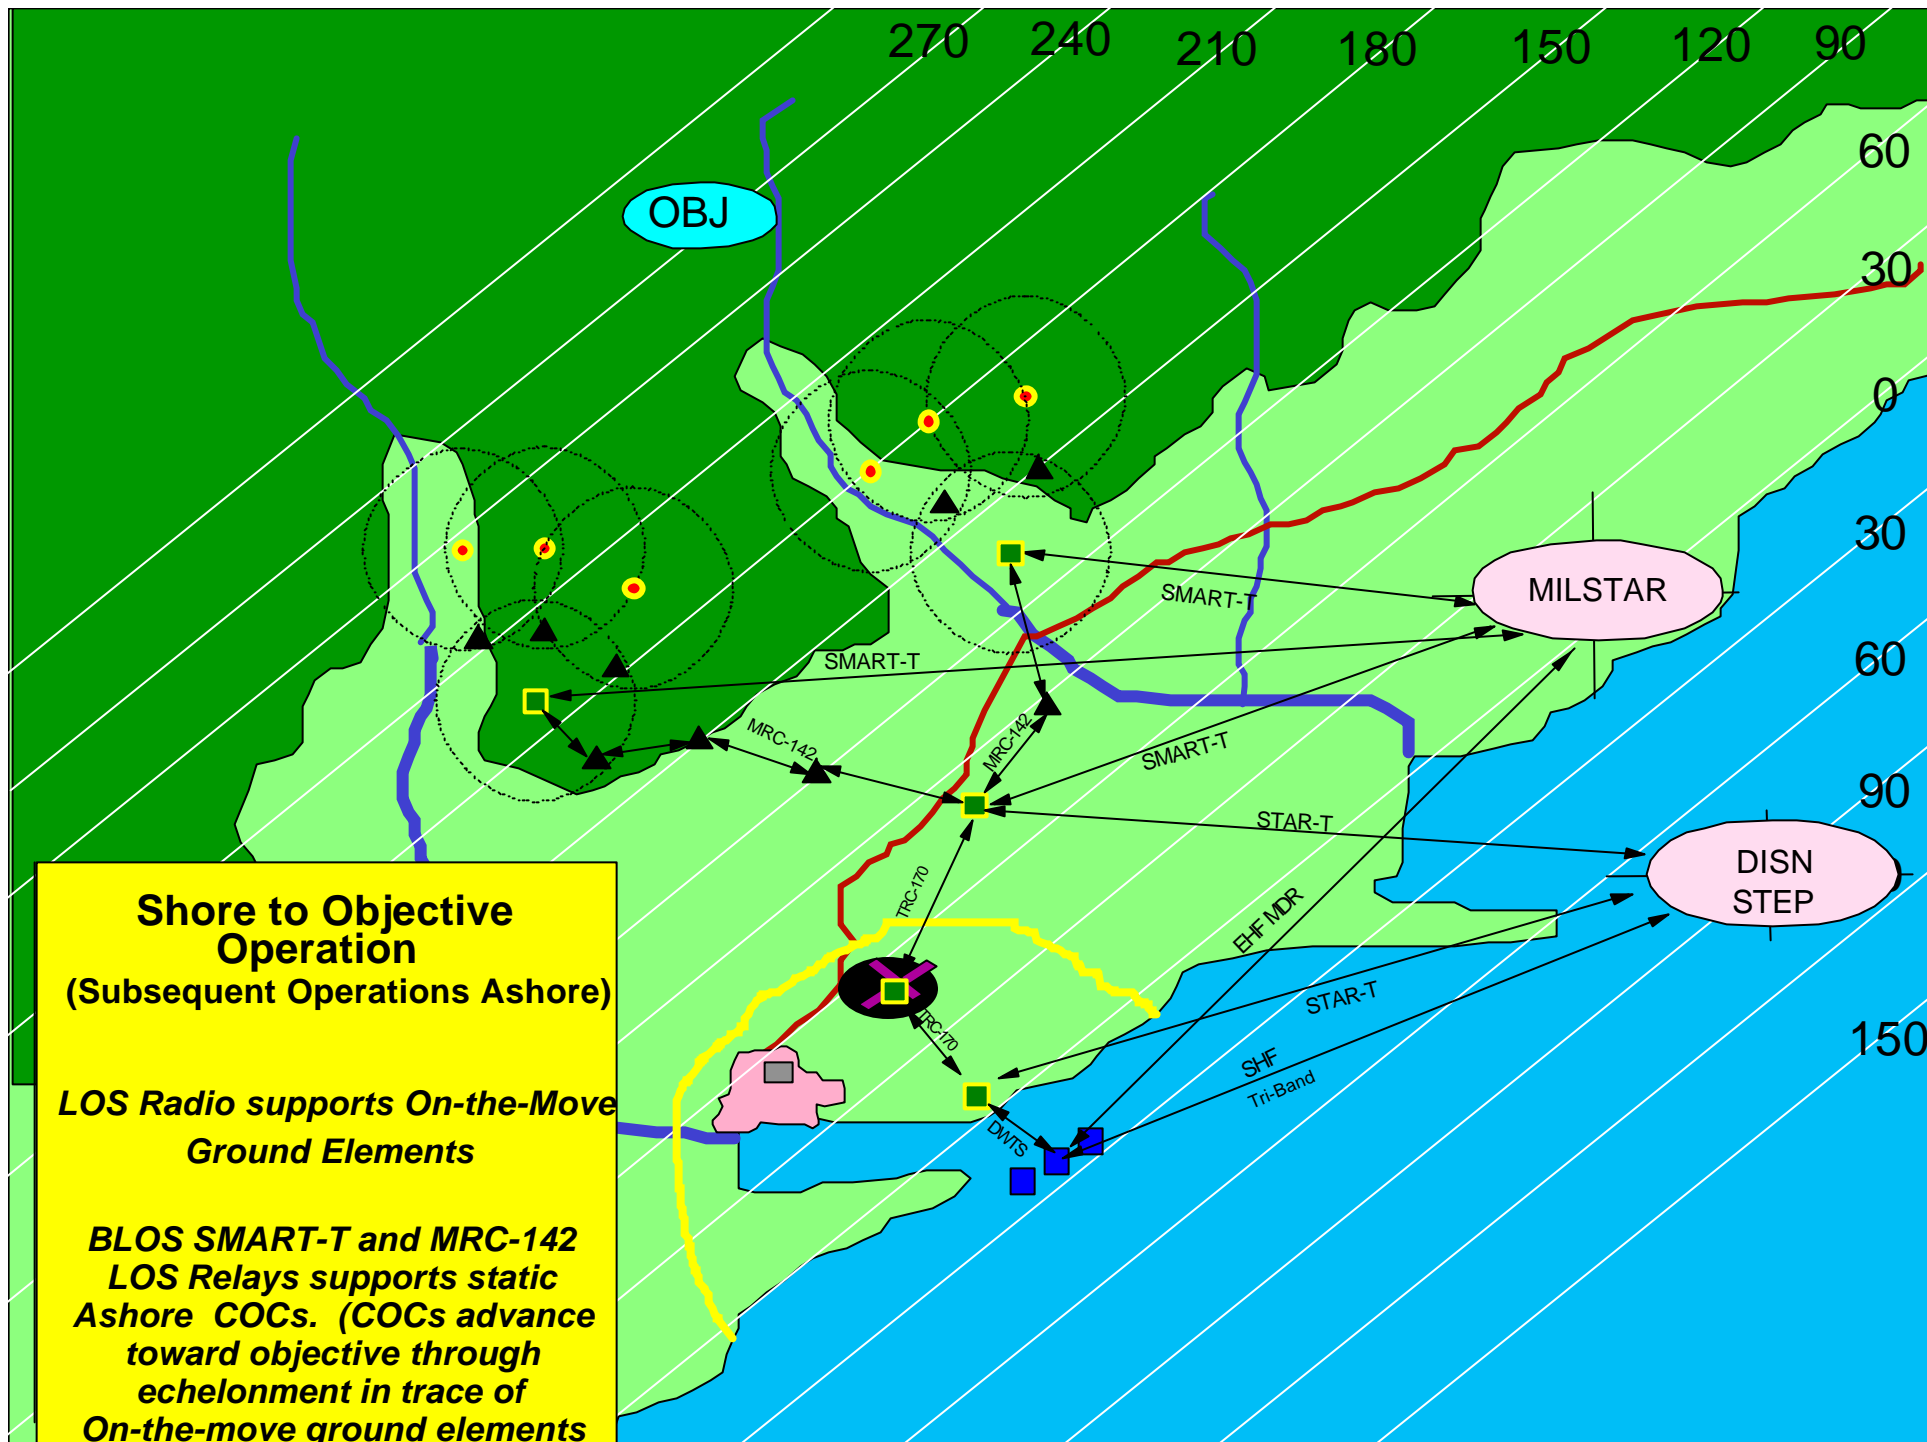 270
240
210
180
150
120
90
60
30
0
30
60
90
150
OBJ
MILSTAR
SMART-T
SMART-T
SMART-T
MRC-142
MRC-142
STAR-T
DISN
STEP
TRC-170
EHF MDR
STAR-T
TRC-170
SHF
Tri-Band
DWTS
Shore to Objective
Operation
(Subsequent Operations Ashore)
LOS Radio supports On-the-Move
Ground Elements
BLOS SMART-T and MRC-142
LOS Relays supports static
Ashore COCs. (COCs advance
toward objective through
echelonment in trace of
On-the-move ground elements